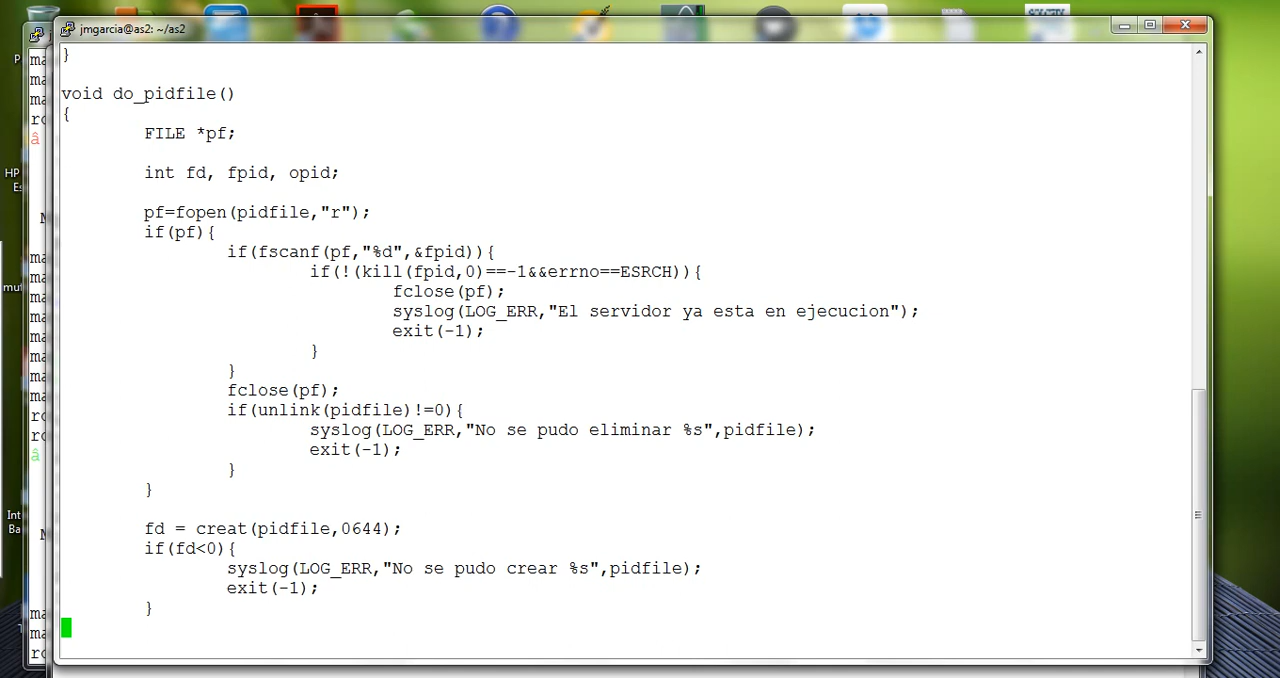 jmgarcia@as2: ~/as2
}
void do_pidfile()
{
FILE *pf;
int fd, fpid, opid;
pf=fopen(pidfile,"r");
if(pf){
if(fscanf(pf,"%d",&fpid)){
if(!(kill(fpid,0)==-1&&errno==ESRCH)){
fclose(pf);
syslog(LOG_ERR,"El servidor ya esta en ejecucion");
exit(-1);
}
}
fclose(pf);
if(unlink(pidfile)!=0){
syslog(LOG_ERR,"No se pudo eliminar %s",pidfile);
exit(-1);
}
}
fd = creat(pidfile,0644);
if(fd<0){
syslog(LOG_ERR,"No se pudo crear %s",pidfile);
exit(-1);
}